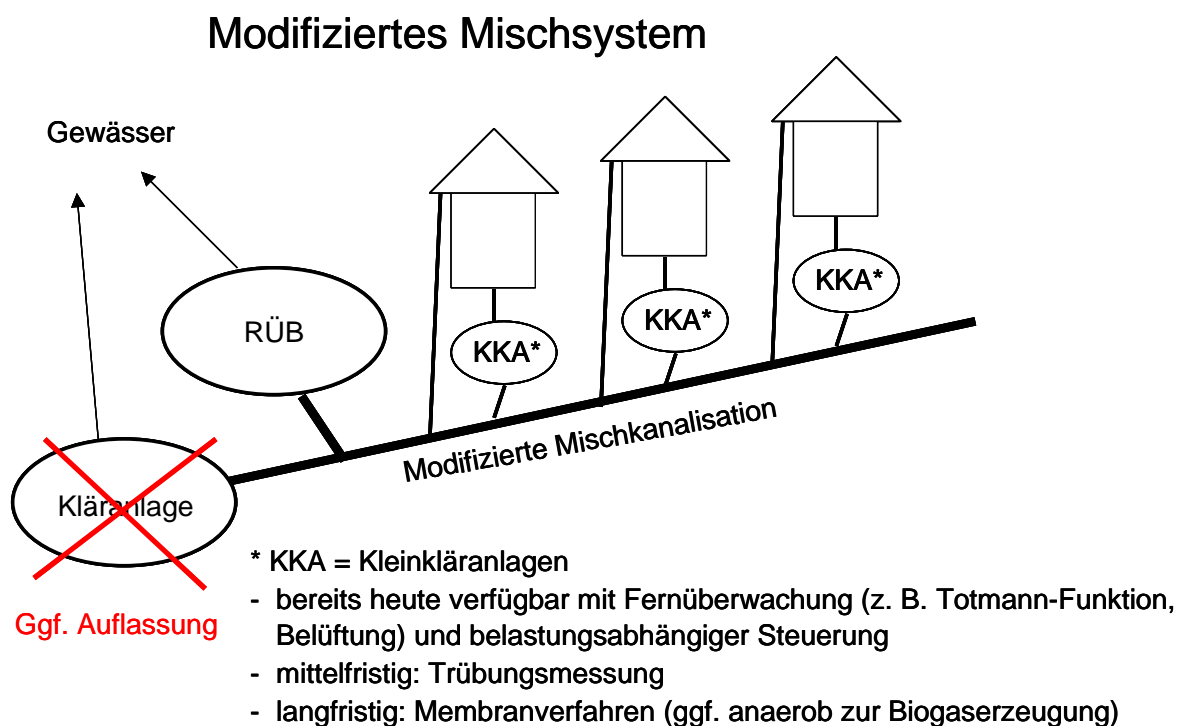 Modifiziertes Mischsystem
Gewässer
RÜB
KKA*
KKA*
KKA*
Modifizierte Mischkanalisation
Kläranlage
Ggf. Auflassung
* KKA = Kleinkläranlagen
- bereits heute verfügbar mit Fernüberwachung (z. B. Totmann-Funktion,
Belüftung) und belastungsabhängiger Steuerung
- mittelfristig: Trübungsmessung
- langfristig: Membranverfahren (ggf. anaerob zur Biogaserzeugung)